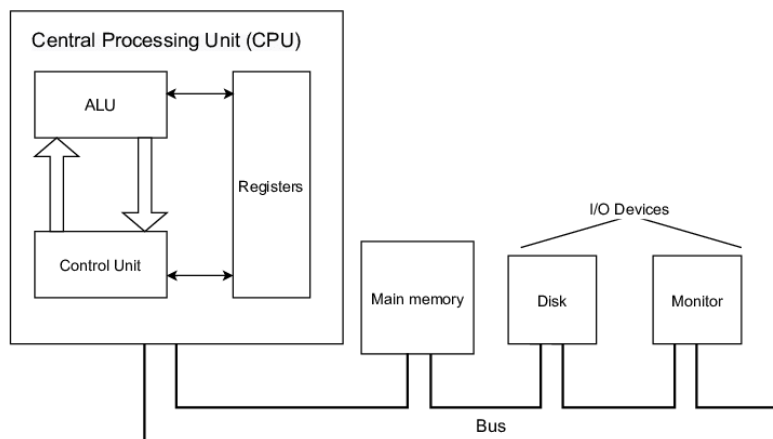 Central Processing Unit (CPU)
ALU
Registers
Control Unit
I/O Devices
Main memory
Disk
Monitor
Bus